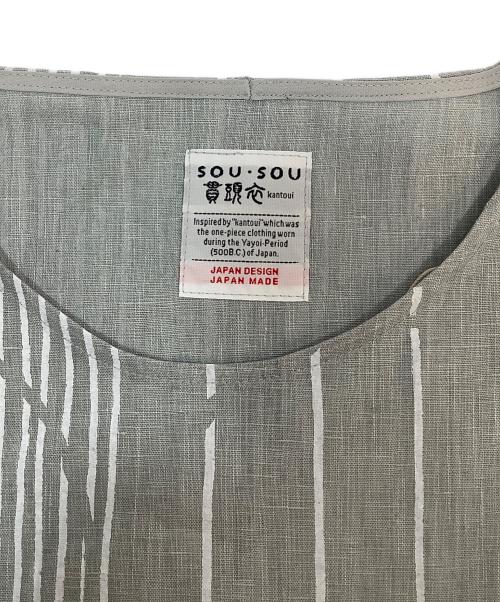 SOU・SOU
貫頭衣 kantoui
Inspired by "kantoui" which was
the one-piece clothing worn
during the Yayoi-Period
(500B.C.) of Japan.
JAPAN DESIGN
JAPAN MADE